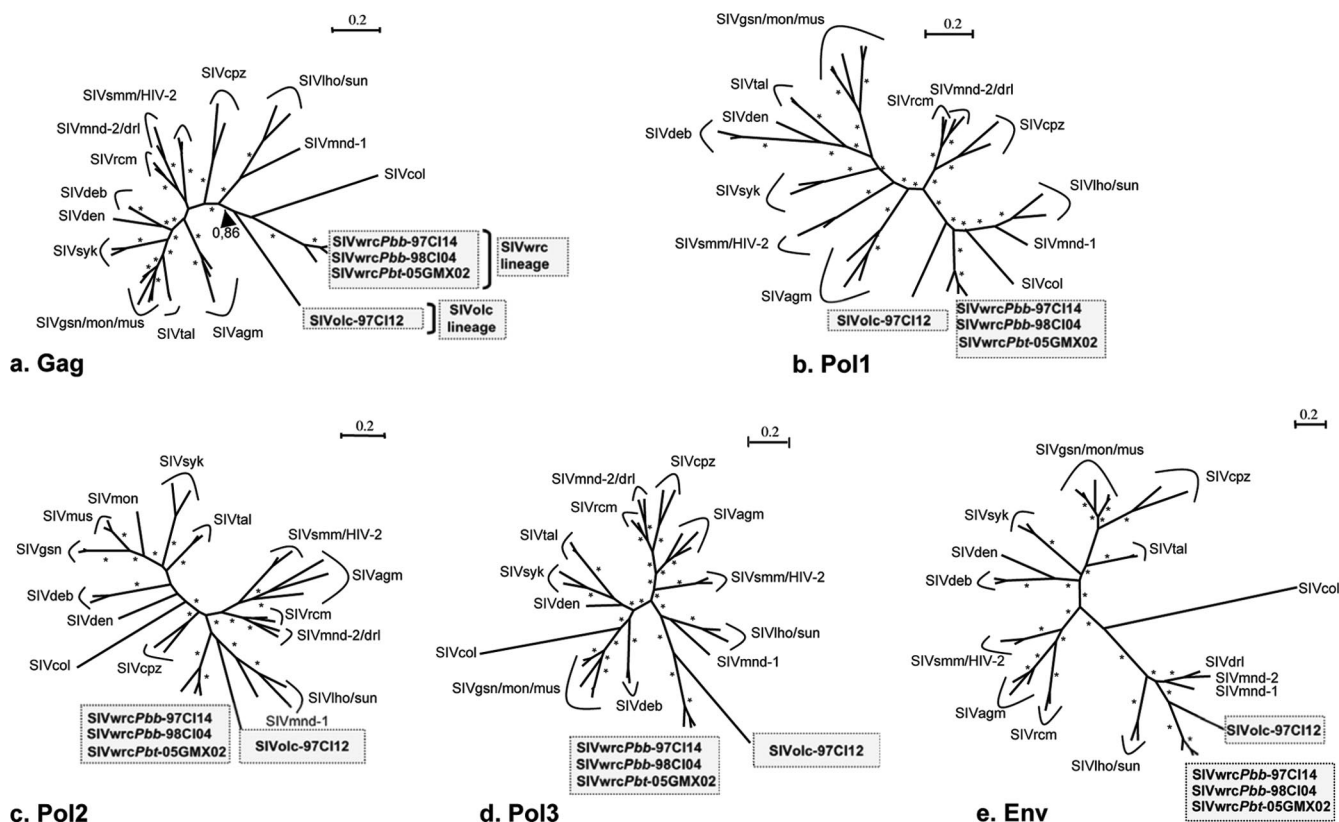 0.2
SIVcpz
SIVlho/sun
SIVsmm/HIV-2
SIVmnd-2/drl
SIVmnd-1
SIVrcm
SIVcol
SIVdeb
SIVden
0,86
SIVsyk
SIVwrcPbb-97CI14
SIVwrcPbb-98CI04
SIVwrcPbt-05GMX02
SIVwrc
lineage
SIVgsn/mon/mus
SIVtal
SIVagm
SIVolc-97CI12
SIVolc
lineage
a. Gag
SIVgsn/mon/mus
0.2
SIVtal
SIVmnd-2/drl
SIVrcm
SIVden
SIVcpz
SIVdeb
SIVsyk
SIVlho/sun
SIVsmm/HIV-2
SIVmnd-1
SIVcol
SIVagm
SIVolc-97CI12
SIVwrcPbb-97CI14
SIVwrcPbb-98CI04
SIVwrcPbt-05GMX02
b. Pol1
0.2
SIVsyk
SIVmon
SIVmus
SIVtal
SIVgsn
SIVsmm/HIV-2
SIVagm
SIVdeb
SIVden
SIVrcm
SIVmnd-2/drl
SIVcol
SIVcpz
SIVlho/sun
SIVmnd-1
SIVwrcPbb-97CI14
SIVwrcPbb-98CI04
SIVwrcPbt-05GMX02
SIVolc-97CI12
c. Pol2
0.2
SIVcpz
SIVmnd-2/drl
SIVrcm
SIVagm
SIVtal
SIVsyk
SIVsmm/HIV-2
SIVden
SIVlho/sun
SIVcol
SIVmnd-1
SIVgsn/mon/mus
SIVdeb
SIVwrcPbb-97CI14
SIVwrcPbb-98CI04
SIVwrcPbt-05GMX02
SIVolc-97CI12
d. Pol3
0.2
SIVgsn/mon/mus
SIVcpz
SIVsyk
SIVden
SIVtal
SIVdeb
SIVcol
SIVsmm/HIV-2
SIVdrl
SIVmnd-2
SIVmnd-1
SIVagm
SIVrcm
SIVolc-97CI12
SIVlho/sun
SIVwrcPbb-97CI14
SIVwrcPbb-98CI04
SIVwrcPbt-05GMX02
e. Env